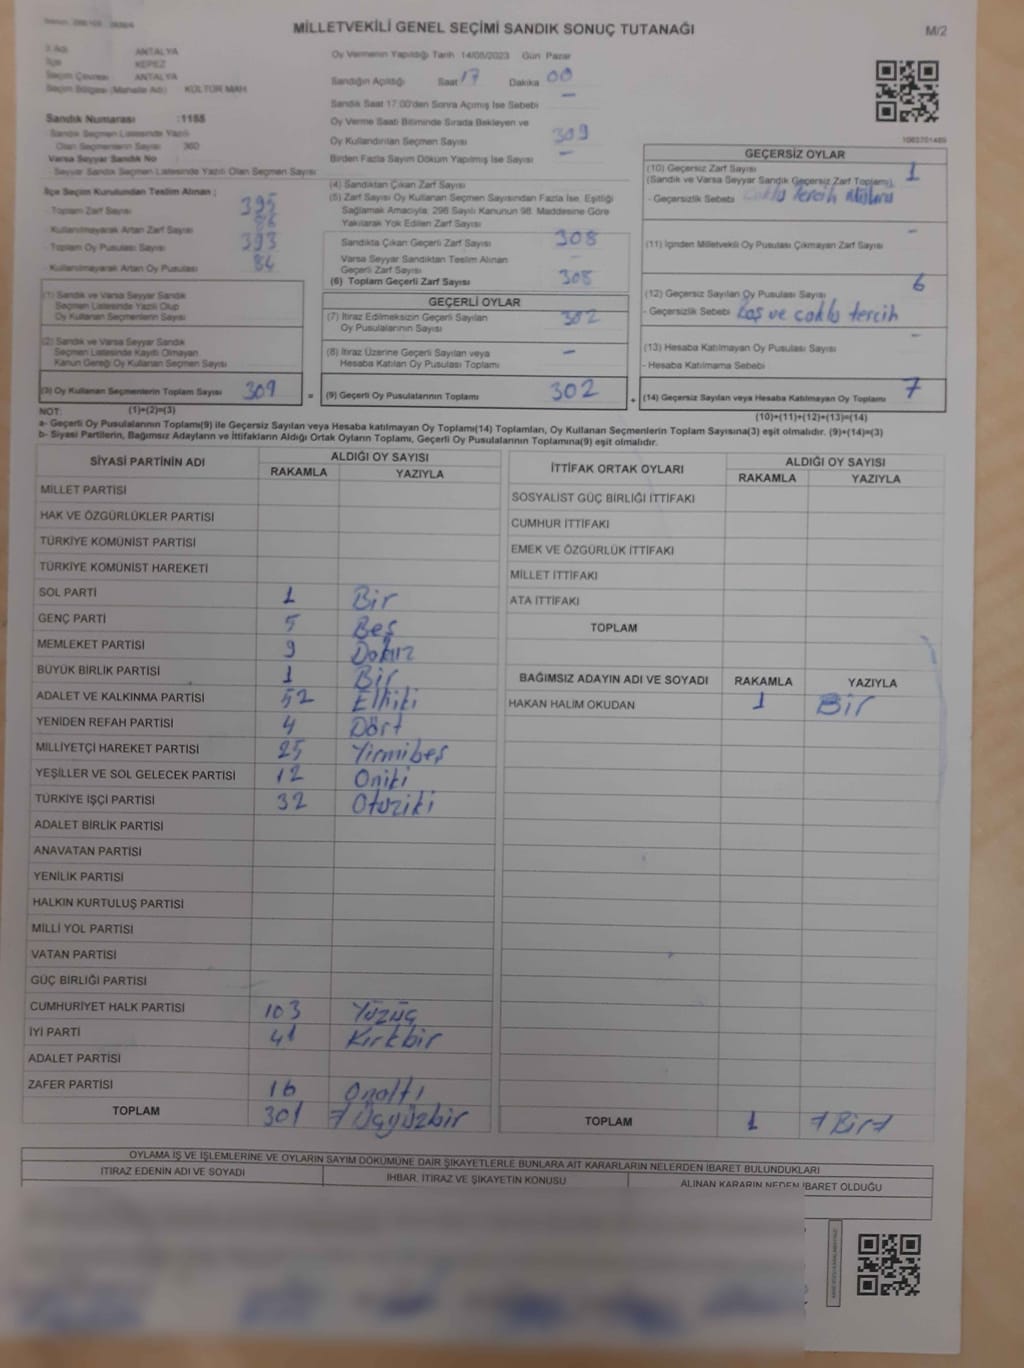 MİLLETVEKİLİ GENEL SEÇİMİ SANDIK SONUÇ TUTANAĞI
M/2
İl Adı ANTALYA
İlçe KEPEZ
Seçim Çevresi ANTALYA
Seçim Bölgesi (Mahalle Adı) KÜLTÜR MAH
Sandık Numarası :1188
- Sandık Seçmen Listesinde Yazılı
Olan Seçmenlerin Sayısı 360
Varsa Seyyar Sandık No
- Seyyar Sandık Seçmen Listesinde Yazılı Olan Seçmen Sayısı
İlçe Seçim Kurulundan Teslim Alınan ;
- Toplam Zarf Sayısı 395
- Kullanılmayarak Artan Zarf Sayısı
- Toplam Oy Pusulası Sayısı 393
- Kullanılmayarak Artan Oy Pusulası 84
(1) Sandık ve Varsa Seyyar Sandık
Seçmen Listesinde Yazılı Olup
Oy Kullanan Seçmenlerin Sayısı
(2) Sandık ve Varsa Seyyar Sandık
Seçmen Listesinde Kayıtlı Olmayan
Kanun Gereği Oy Kullanan Seçmen Sayısı
(3) Oy Kullanan Seçmenlerin Toplam Sayısı 309
Oy Vermenin Yapıldığı Tarih 14/05/2023 Gün Pazar
Sandığın Açıldığı Saat 17 Dakika 00
Sandık Saat 17.00'den Sonra Açmış İse Sebebi —
Oy Verme Saati Bitiminde Sırada Bekleyen ve
Oy Kullandırılan Seçmen Sayısı 309
Birden Fazla Sayım Döküm Yapılmış İse Sayısı —
(4) Sandıktan Çıkan Zarf Sayısı
(5) Zarf Sayısı Oy Kullanan Seçmen Sayısından Fazla İse, Eşitliği
Sağlamak Amacıyla, 298 Sayılı Kanunun 98. Maddesine Göre
Yakılarak Yok Edilen Zarf Sayısı
Sandıkta Çıkan Geçerli Zarf Sayısı 308
Varsa Seyyar Sandıktan Teslim Alınan
Geçerli Zarf Sayısı —
(6) Toplam Geçerli Zarf Sayısı 308
GEÇERLİ OYLAR
(7) İtiraz Edilmeksizin Geçerli Sayılan
Oy Pusulalarının Sayısı 302
(8) İtiraz Üzerine Geçerli Sayılan veya
Hesaba Katılan Oy Pusulası Toplamı —
= (9) Geçerli Oy Pusulalarının Toplamı 302
1002701489
GEÇERSİZ OYLAR
(10) Geçersiz Zarf Sayısı 1
(Sandık ve Varsa Seyyar Sandık Geçersiz Zarf Toplamı)
- Geçersizlik Sebebi çoklu tercih
(11) İçinden Milletvekili Oy Pusulası Çıkmayan Zarf Sayısı —
(12) Geçersiz Sayılan Oy Pusulası Sayısı 6
- Geçersizlik Sebebi Boş ve çoklu tercih
(13) Hesaba Katılmayan Oy Pusulası Sayısı —
- Hesaba Katılmama Sebebi
+ (14) Geçersiz Sayılan veya Hesaba Katılmayan Oy Toplamı 7
NOT: (1)+(2)=(3)
(10)+(11)+(12)+(13)=(14)
a- Geçerli Oy Pusulalarının Toplamı(9) ile Geçersiz Sayılan veya Hesaba katılmayan Oy Toplamı(14) Toplamları, Oy Kullanan Seçmenlerin Toplam Sayısına(3) eşit olmalıdır. (9)+(14)=(3)
b- Siyasi Partilerin, Bağımsız Adayların ve İttifakların Aldığı Ortak Oyların Toplamı, Geçerli Oy Pusulalarının Toplamına(9) eşit olmalıdır.
SİYASİ PARTİNİN ADI ALDIĞI OY SAYISI
RAKAMLA YAZIYLA
MİLLET PARTİSİ
HAK VE ÖZGÜRLÜKLER PARTİSİ
TÜRKİYE KOMÜNİST PARTİSİ
TÜRKİYE KOMÜNİST HAREKETİ
SOL PARTİ 1 Bir
GENÇ PARTİ 5 Beş
MEMLEKET PARTİSİ 9 Dokuz
BÜYÜK BİRLİK PARTİSİ 1 Bir
ADALET VE KALKINMA PARTİSİ 52 Elliiki
YENİDEN REFAH PARTİSİ 4 Dört
MİLLİYETÇİ HAREKET PARTİSİ 25 Yirmibeş
YEŞİLLER VE SOL GELECEK PARTİSİ 12 Oniki
TÜRKİYE İŞÇİ PARTİSİ 32 Otuziki
ADALET BİRLİK PARTİSİ
ANAVATAN PARTİSİ
YENİLİK PARTİSİ
HALKIN KURTULUŞ PARTİSİ
MİLLİ YOL PARTİSİ
VATAN PARTİSİ
GÜÇ BİRLİĞİ PARTİSİ
CUMHURİYET HALK PARTİSİ 103 Yüzüç
İYİ PARTİ 41 Kırkbir
ADALET PARTİSİ
ZAFER PARTİSİ 16 Onaltı
TOPLAM 301 Üçyüzbir
İTTİFAK ORTAK OYLARI ALDIĞI OY SAYISI
RAKAMLA YAZIYLA
SOSYALİST GÜÇ BİRLİĞİ İTTİFAKI
CUMHUR İTTİFAKI
EMEK VE ÖZGÜRLÜK İTTİFAKI
MİLLET İTTİFAKI
ATA İTTİFAKI
TOPLAM
BAĞIMSIZ ADAYIN ADI VE SOYADI RAKAMLA YAZIYLA
HAKAN HALİM OKUDAN 1 Bir
TOPLAM 1 Bir
OYLAMA İŞ VE İŞLEMLERİNE VE OYLARIN SAYIM DÖKÜMÜNE DAİR ŞİKAYETLERLE BUNLARA AİT KARARLARIN NELERDEN İBARET BULUNDUKLARI
İTİRAZ EDENİN ADI VE SOYADI İHBAR, İTİRAZ VE ŞİKAYETİN KONUSU ALINAN KARARIN NEDEN İBARET OLDUĞU